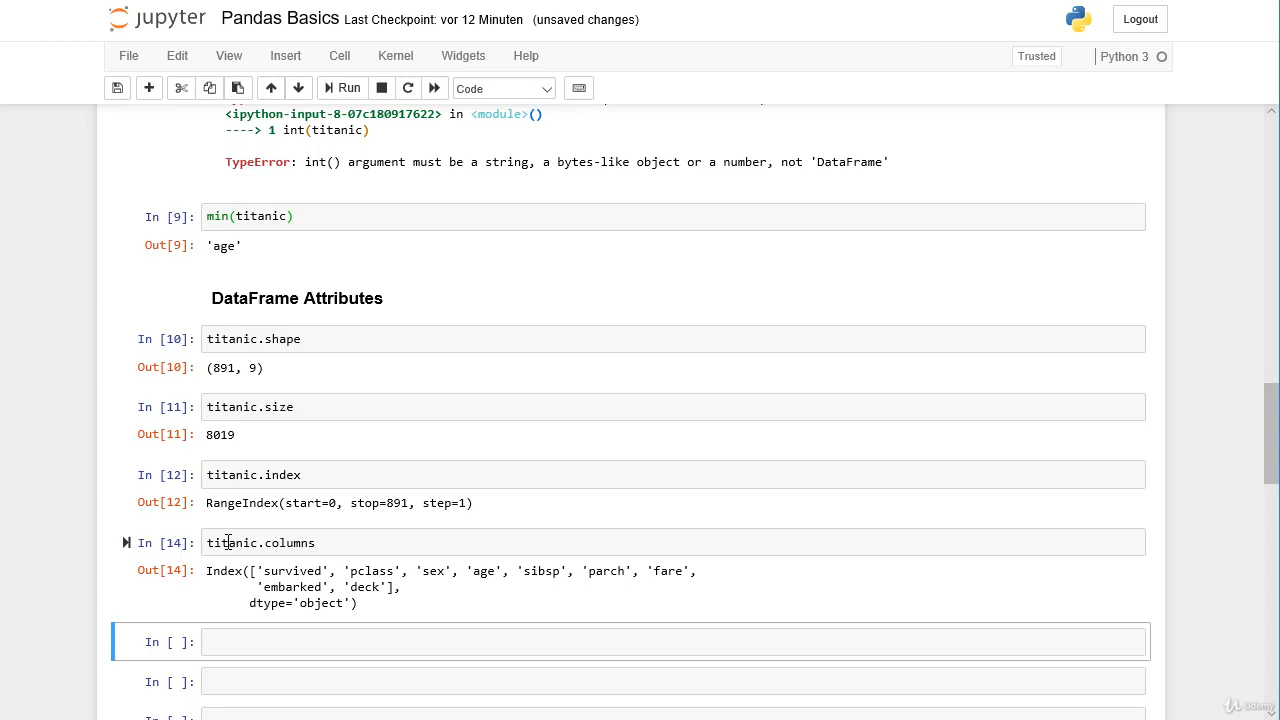 jupyter Pandas Basics Last Checkpoint: vor 12 Minuten (unsaved changes) Logout
File Edit View Insert Cell Kernel Widgets Help Trusted Python 3
Run Code
<ipython-input-8-07c180917622> in <module>()
----> 1 int(titanic)
TypeError: int() argument must be a string, a bytes-like object or a number, not 'DataFrame'
In [9]: min(titanic)
Out[9]: 'age'
DataFrame Attributes
In [10]: titanic.shape
Out[10]: (891, 9)
In [11]: titanic.size
Out[11]: 8019
In [12]: titanic.index
Out[12]: RangeIndex(start=0, stop=891, step=1)
In [14]: titanic.columns
Out[14]: Index(['survived', 'pclass', 'sex', 'age', 'sibsp', 'parch', 'fare',
'embarked', 'deck'],
dtype='object')
In [ ]:
In [ ]:
Udemy